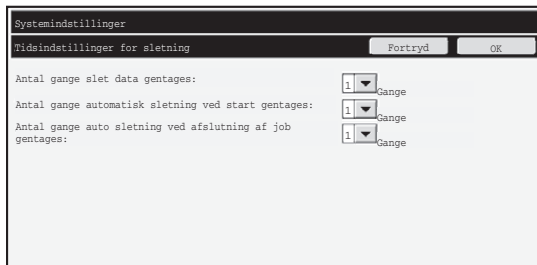 Systemindstillinger
Tidsindstillinger for sletning Fortryd OK
Antal gange slet data gentages: 1 Gange
Antal gange automatisk sletning ved start gentages: 1 Gange
Antal gange auto sletning ved afslutning af job
gentages: 1 Gange